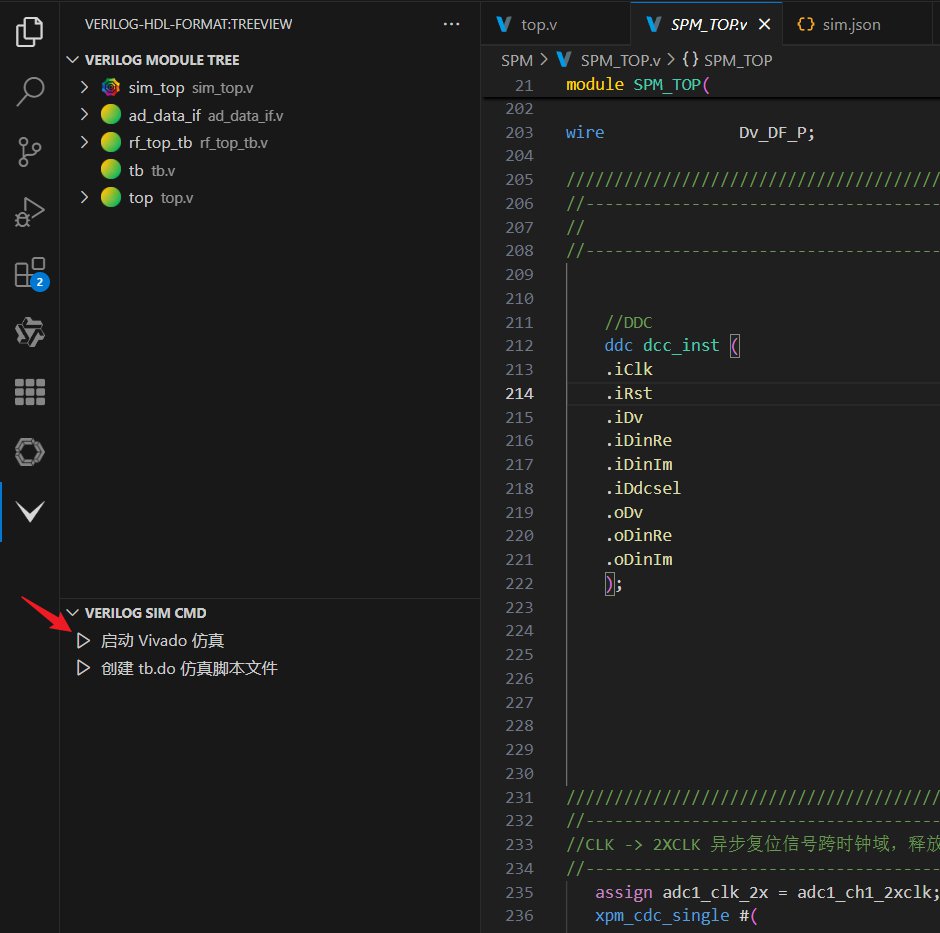 VERILOG-HDL-FORMAT:TREEVIEW
VERILOG MODULE TREE
sim_top sim_top.v
ad_data_if ad_data_if.v
rf_top_tb rf_top_tb.v
tb tb.v
top top.v
2
VERILOG SIM CMD
启动 Vivado 仿真
创建 tb.do 仿真脚本文件
top.v SPM_TOP.v sim.json
SPM SPM_TOP.v {} SPM_TOP
21 module SPM_TOP(
202
203 wire Dv_DF_P;
204
205 ///////////////////////////////////////
206 //-------------------------------------
207 //
208 //-------------------------------------
209
210
211 //DDC
212 ddc dcc_inst (
213 .iClk
214 .iRst
215 .iDv
216 .iDinRe
217 .iDinIm
218 .iDdcsel
219 .oDv
220 .oDinRe
221 .oDinIm
222 );
223
224
225
226
227
228
229
230
231 ///////////////////////////////////////
232 //-------------------------------------
233 //CLK -> 2XCLK 异步复位信号跨时钟域，释放
234 //-------------------------------------
235 assign adc1_clk_2x = adc1_ch1_2xclk;
236 xpm_cdc_single #(